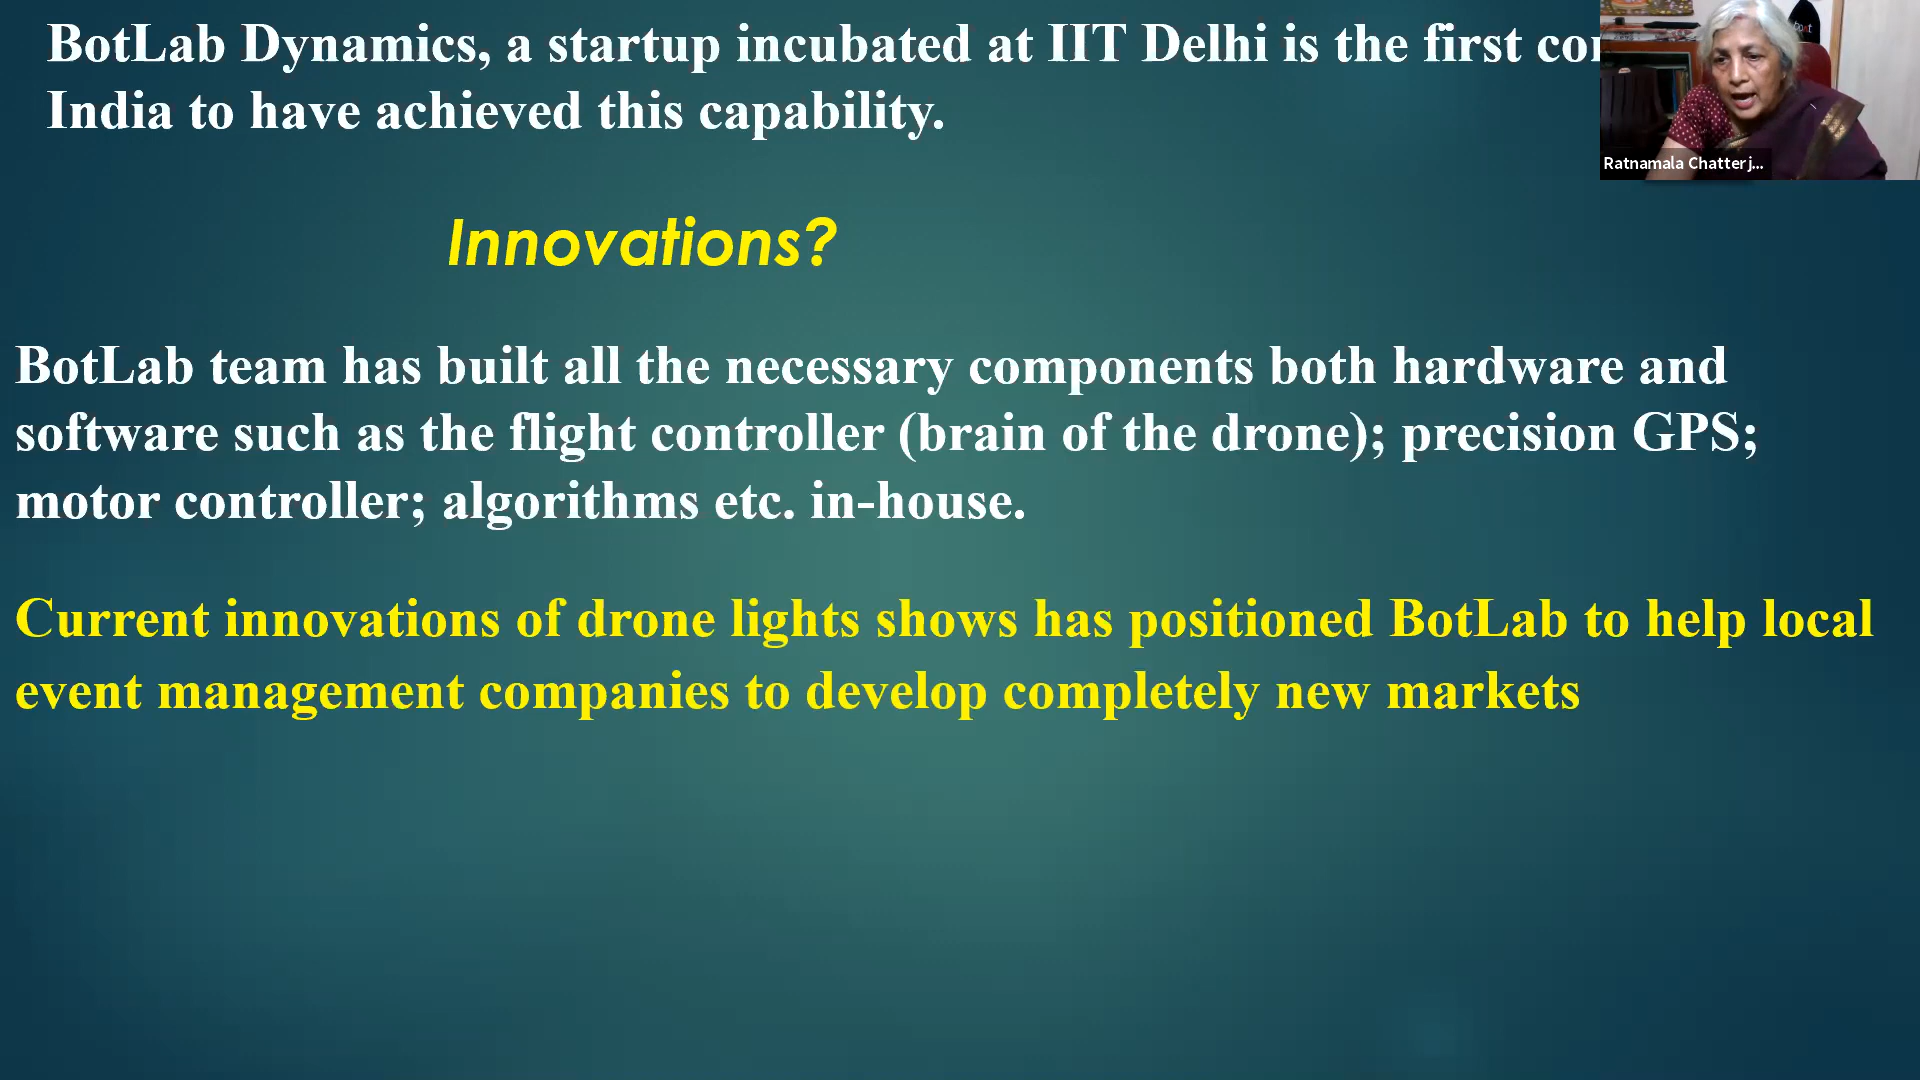 BotLab Dynamics, a startup incubated at IIT Delhi is the first
India to have achieved this capability.
Innovations?
BotLab team has built all the necessary components both hardware and
software such as the flight controller (brain of the drone); precision GPS;
motor controller; algorithms etc. in-house.
Current innovations of drone lights shows has positioned BotLab to help local
event management companies to develop completely new markets
Ratnamala Chatterj...